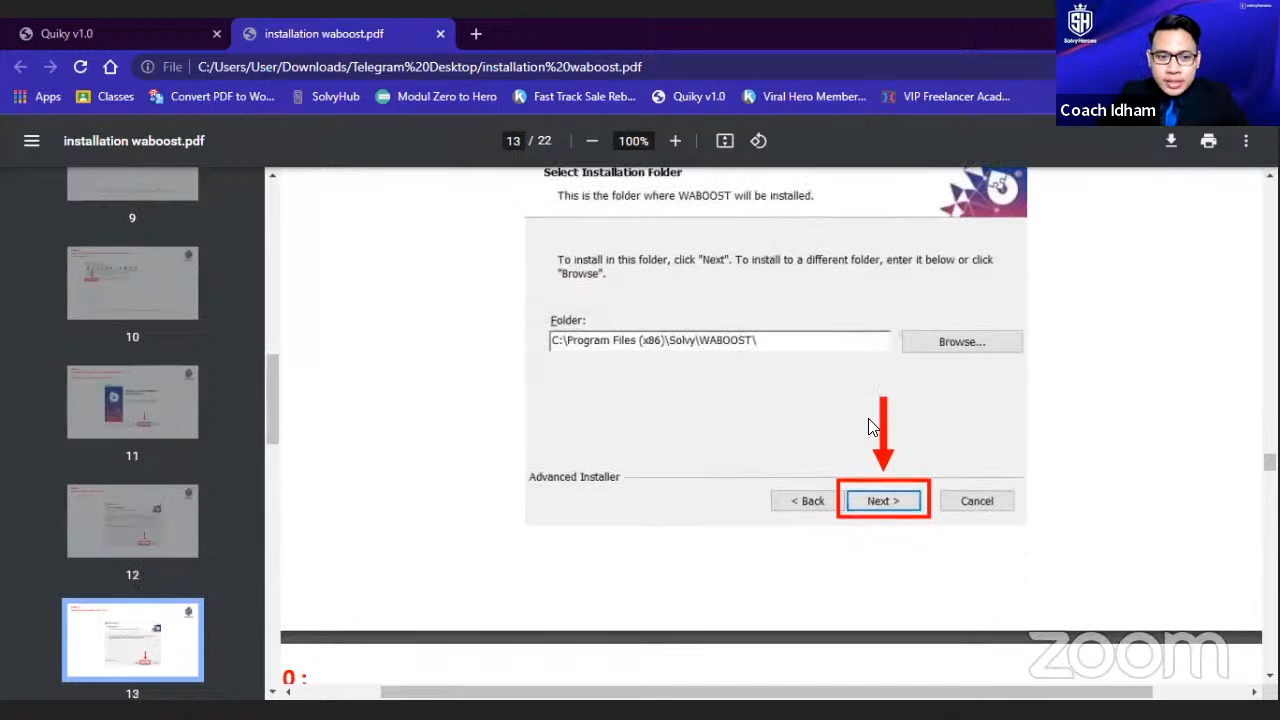 Quiky v1.0
installation waboost.pdf
File
C:/Users/User/Downloads/Telegram%20Desktop/installation%20waboost.pdf
Apps
Classes
Convert PDF to Wo...
SolvyHub
Modul Zero to Hero
Fast Track Sale Reb...
Quiky v1.0
Viral Hero Member...
VIP Freelancer Acad...
SH
SolvyHeroes
Coach Idham
installation waboost.pdf
13 / 22
100%
9
10
11
12
13
Select Installation Folder
This is the folder where WABOOST will be installed.
To install in this folder, click "Next". To install to a different folder, enter it below or click
"Browse".
Folder:
C:\Program Files (x86)\Solvy\WABOOST\
Browse...
Advanced Installer
< Back
Next >
Cancel
0 :
zoom